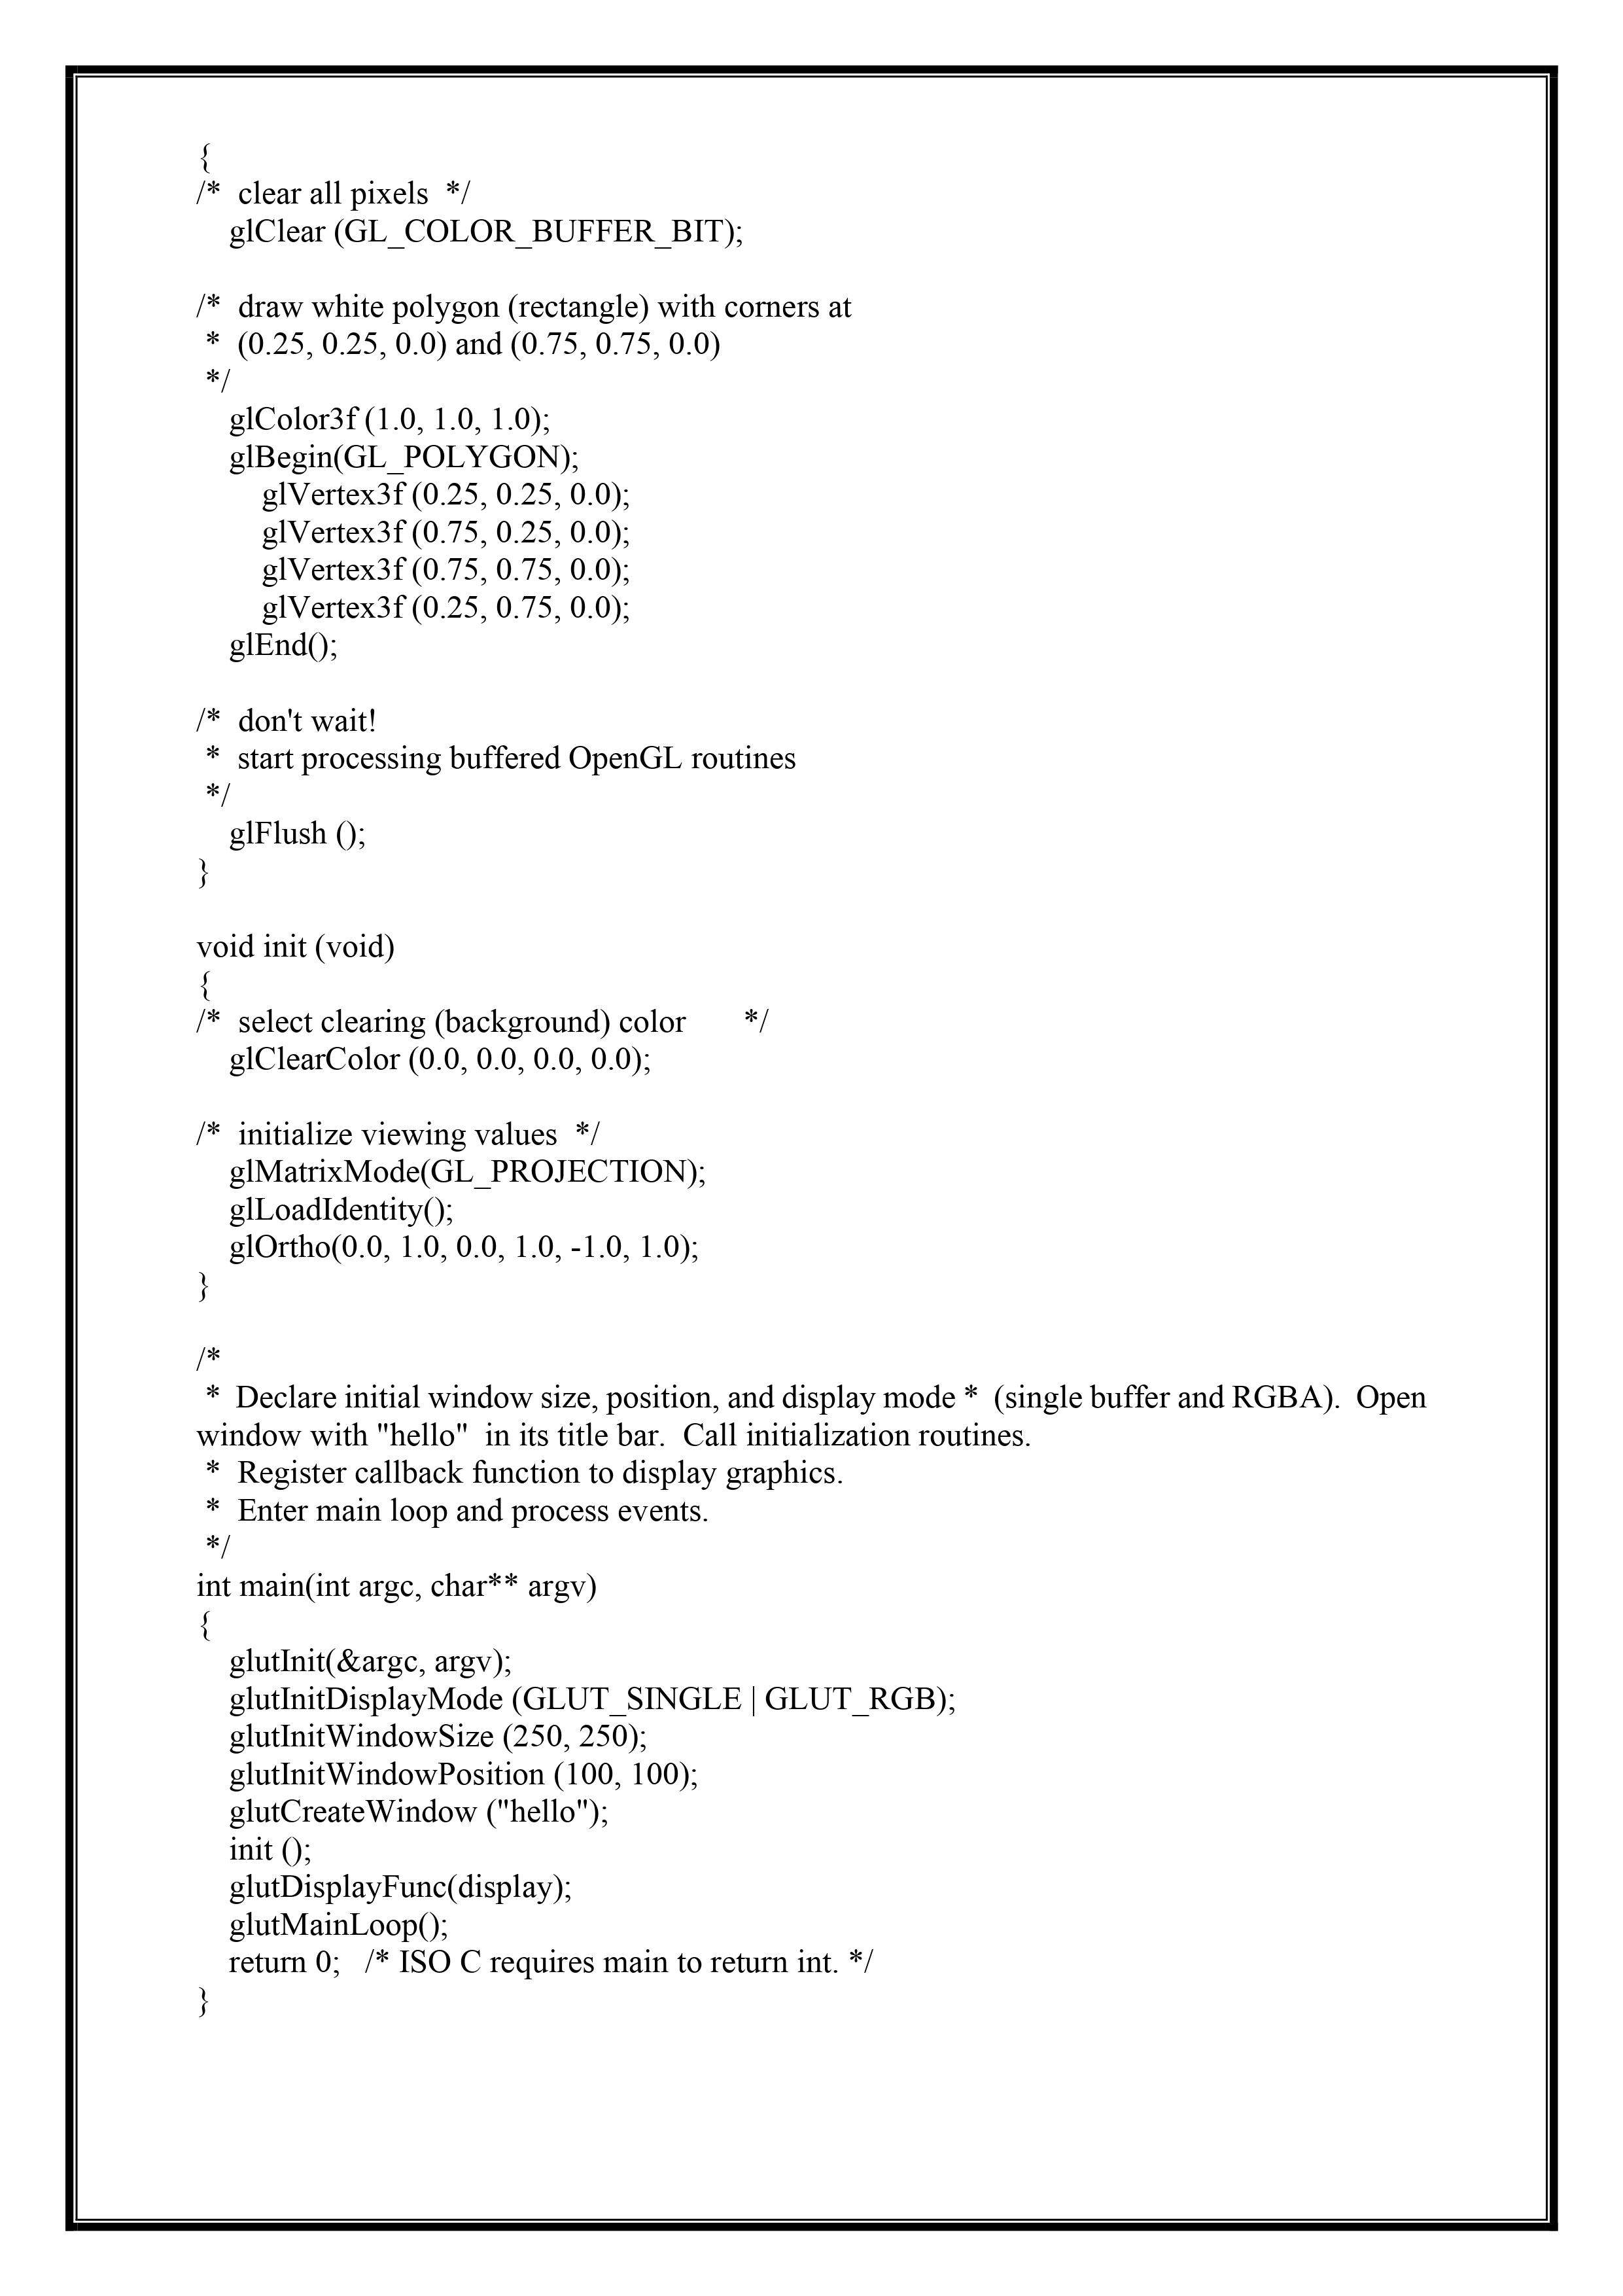 {
/*  clear all pixels  */
    glClear (GL_COLOR_BUFFER_BIT);
/*  draw white polygon (rectangle) with corners at
 *  (0.25, 0.25, 0.0) and (0.75, 0.75, 0.0)
 */
    glColor3f (1.0, 1.0, 1.0);
    glBegin(GL_POLYGON);
        glVertex3f (0.25, 0.25, 0.0);
        glVertex3f (0.75, 0.25, 0.0);
        glVertex3f (0.75, 0.75, 0.0);
        glVertex3f (0.25, 0.75, 0.0);
    glEnd();
/*  don't wait!
 *  start processing buffered OpenGL routines
 */
    glFlush ();
}
void init (void)
{
/*  select clearing (background) color       */
    glClearColor (0.0, 0.0, 0.0, 0.0);
/*  initialize viewing values  */
    glMatrixMode(GL_PROJECTION);
    glLoadIdentity();
    glOrtho(0.0, 1.0, 0.0, 1.0, -1.0, 1.0);
}
/*
 *  Declare initial window size, position, and display mode *  (single buffer and RGBA).  Open
window with "hello"  in its title bar.  Call initialization routines.
 *  Register callback function to display graphics.
 *  Enter main loop and process events.
 */
int main(int argc, char** argv)
{
    glutInit(&argc, argv);
    glutInitDisplayMode (GLUT_SINGLE | GLUT_RGB);
    glutInitWindowSize (250, 250);
    glutInitWindowPosition (100, 100);
    glutCreateWindow ("hello");
    init ();
    glutDisplayFunc(display);
    glutMainLoop();
    return 0;   /* ISO C requires main to return int. */
}